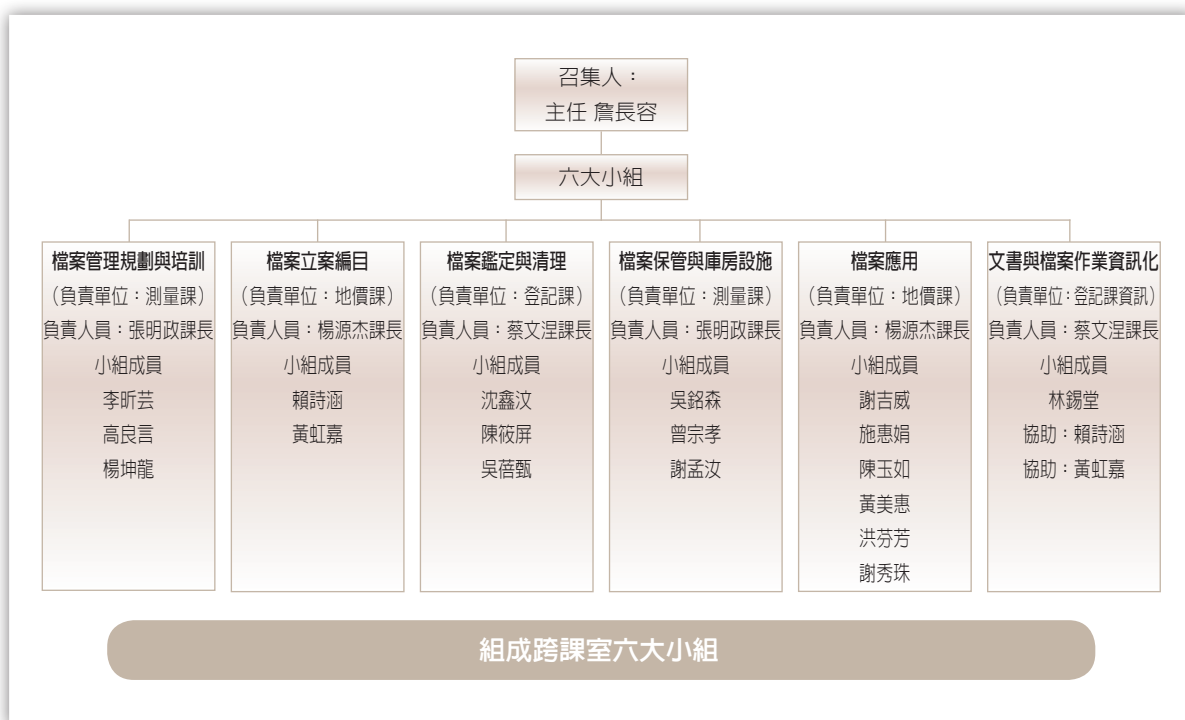 召集人：
主任 詹長容
六大小組
檔案管理規劃與培訓
（負責單位：測量課）
負責人員：張明政課長
小組成員
李昕芸
高良言
楊坤龍
檔案立案編目
（負責單位：地價課）
負責人員：楊源杰課長
小組成員
賴詩涵
黃虹嘉
檔案鑑定與清理
（負責單位：登記課）
負責人員：蔡文涅課長
小組成員
沈鑫汶
陳筱屏
吳蓓甄
檔案保管與庫房設施
（負責單位：測量課）
負責人員：張明政課長
小組成員
吳銘森
曾宗孝
謝孟汝
檔案應用
（負責單位：地價課）
負責人員：楊源杰課長
小組成員
謝吉威
施惠娟
陳玉如
黃美惠
洪芬芳
謝秀珠
文書與檔案作業資訊化
（負責單位：登記課資訊）
負責人員：蔡文涅課長
小組成員
林錫堂
協助：賴詩涵
協助：黃虹嘉
組成跨課室六大小組